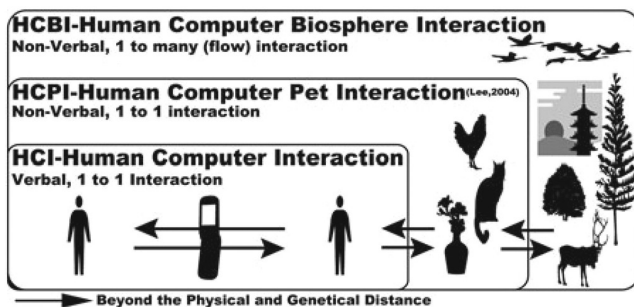 HCBI-Human Computer Biosphere Interaction
Non-Verbal, 1 to many (flow) interaction
HCPI-Human Computer Pet Interaction(Lee,2004)
Non-Verbal, 1 to 1 interaction
HCI-Human Computer Interaction
Verbal, 1 to 1 Interaction
Beyond the Physical and Genetical Distance